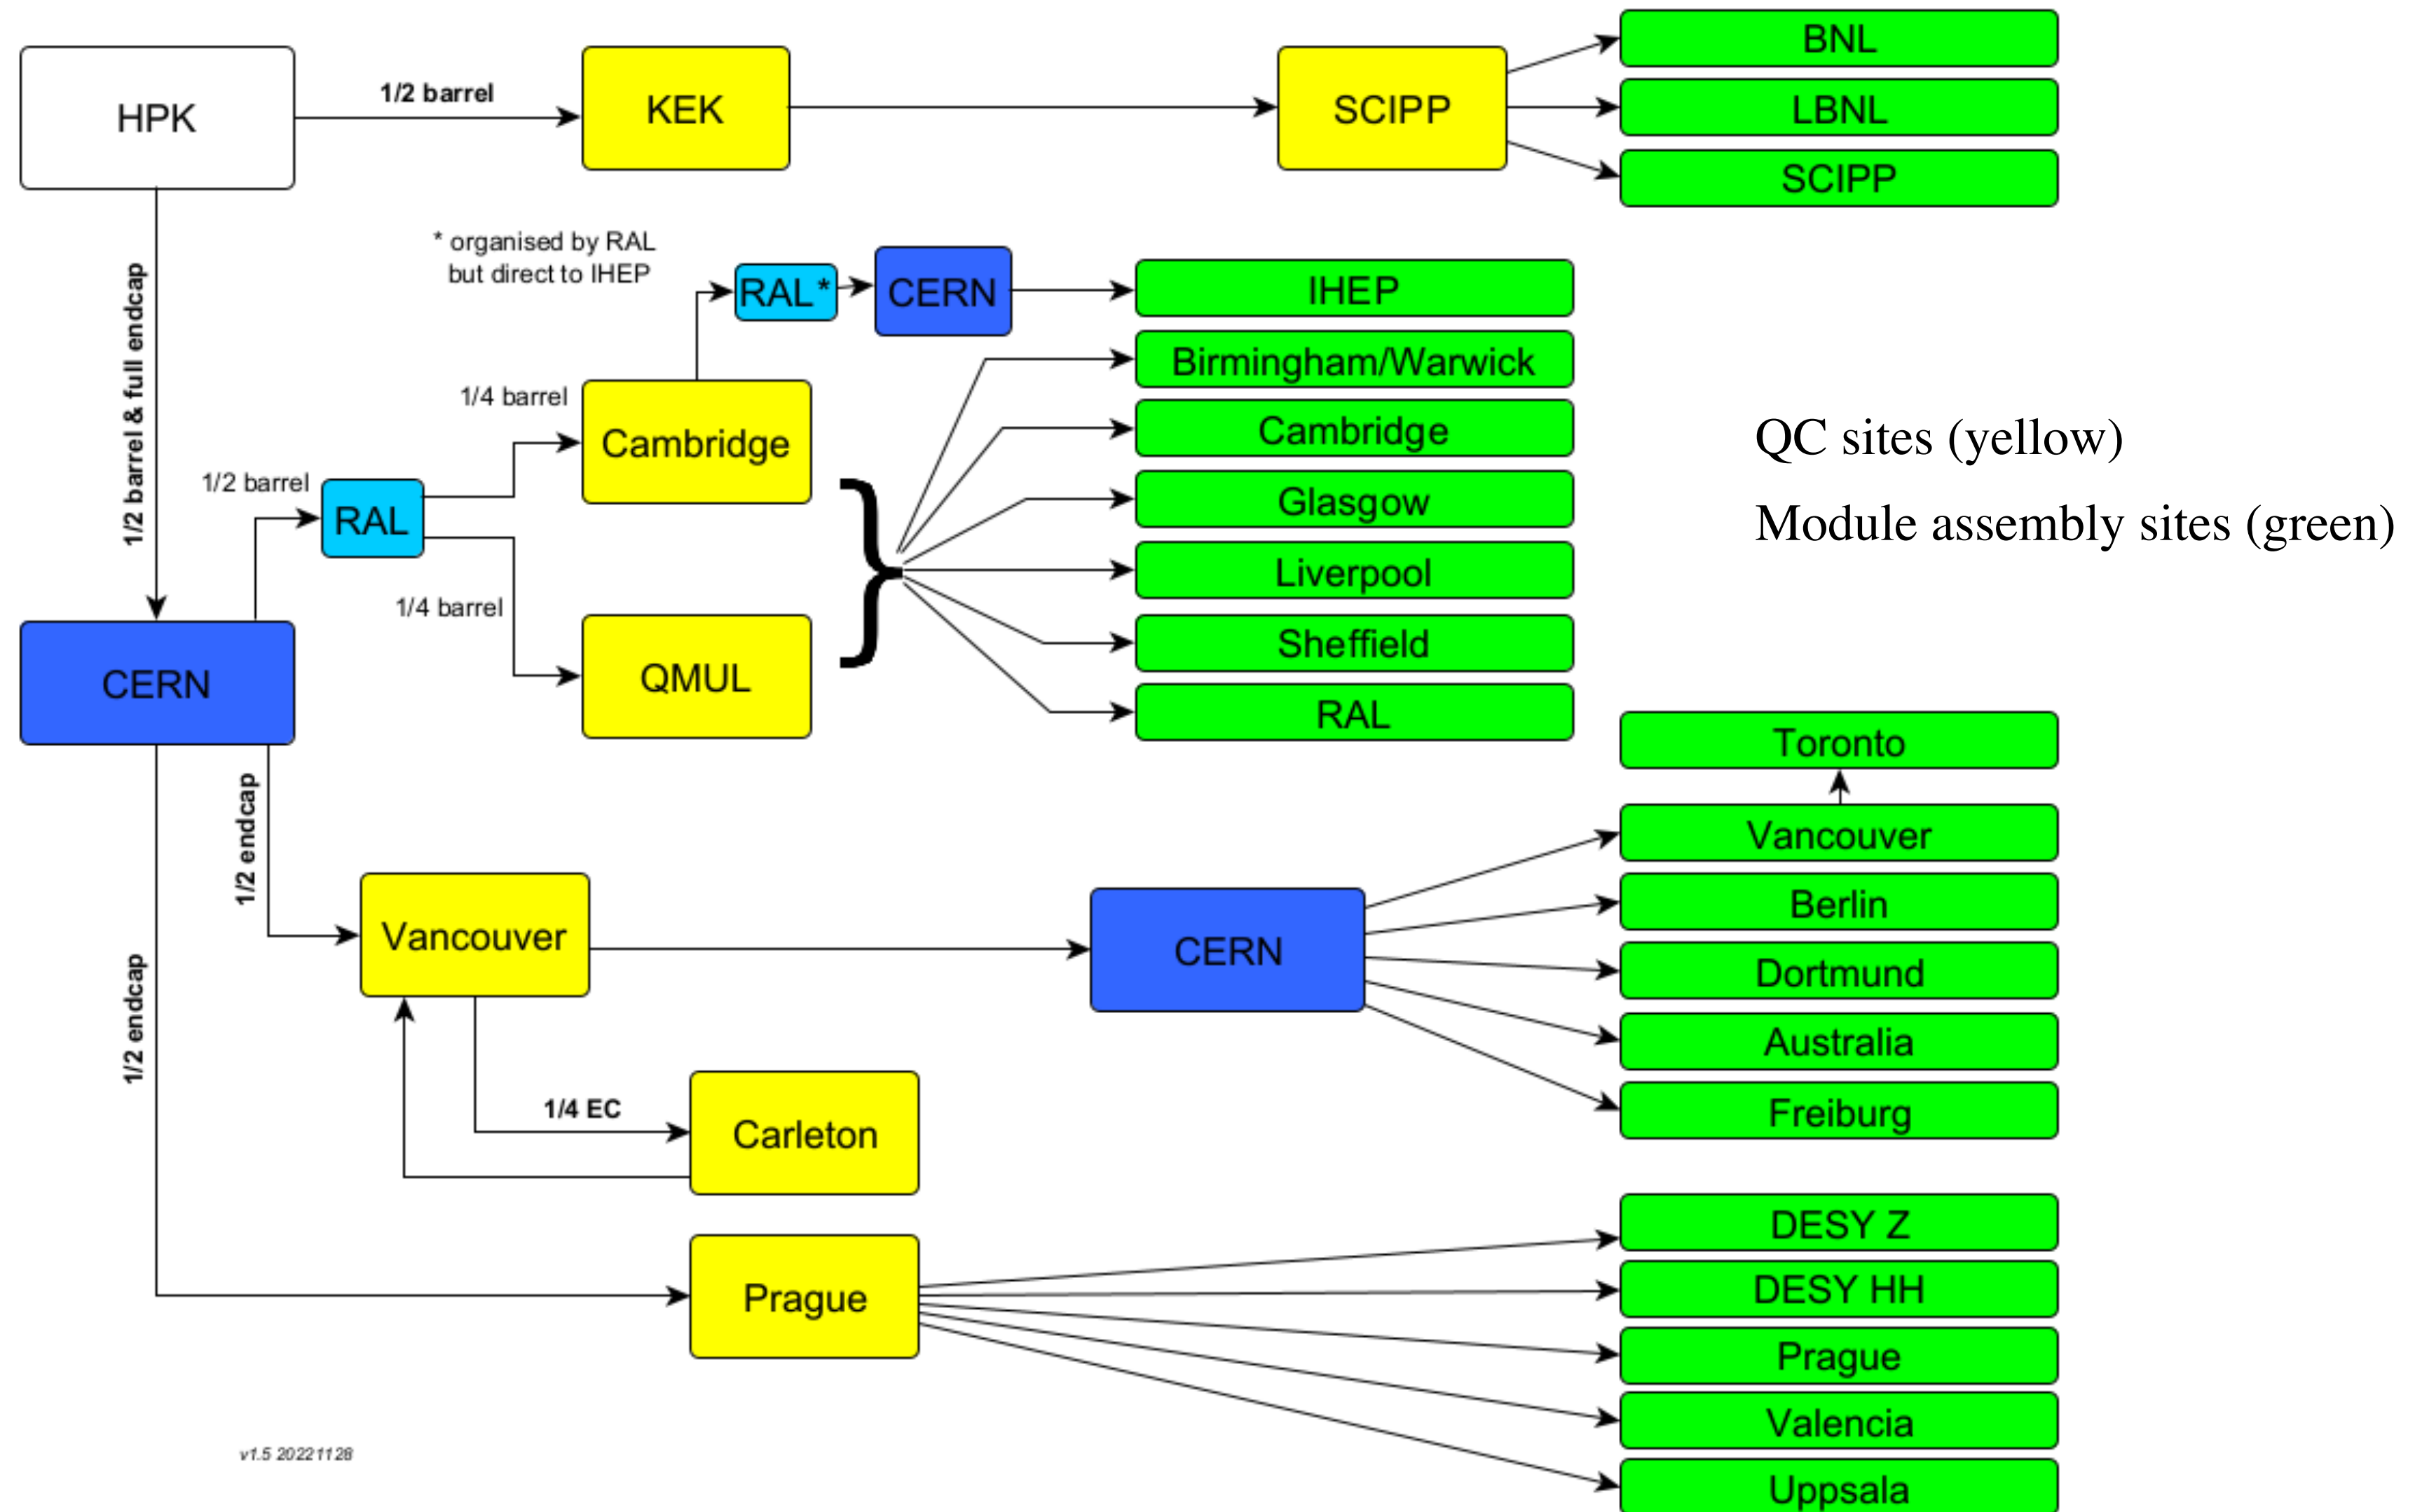 HPK
1/2 barrel
KEK
SCIPP
BNL
LBNL
SCIPP
* organised by RAL
but direct to IHEP
RAL*
CERN
IHEP
Birmingham/Warwick
Cambridge
Glasgow
Liverpool
Sheffield
RAL
1/2 barrel & full endcap
1/4 barrel
Cambridge
1/2 barrel
RAL
1/4 barrel
QMUL
CERN
QC sites (yellow)
Module assembly sites (green)
1/2 endcap
1/2 endcap
Vancouver
CERN
Toronto
Vancouver
Berlin
Dortmund
Australia
Freiburg
1/4 EC
Carleton
Prague
DESY Z
DESY HH
Prague
Valencia
Uppsala
v1.5 20221128